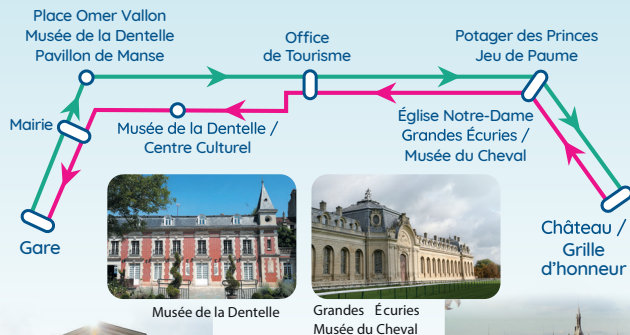 Place Omer Vallon
Musée de la Dentelle
Pavillon de Manse
Office
de Tourisme
Potager des Princes
Jeu de Paume
Mairie
Musée de la Dentelle /
Centre Culturel
Église Notre-Dame
Grandes Écuries /
Musée du Cheval
Gare
Château /
Grille
d'honneur
Musée de la Dentelle
Grandes Écuries
Musée du Cheval